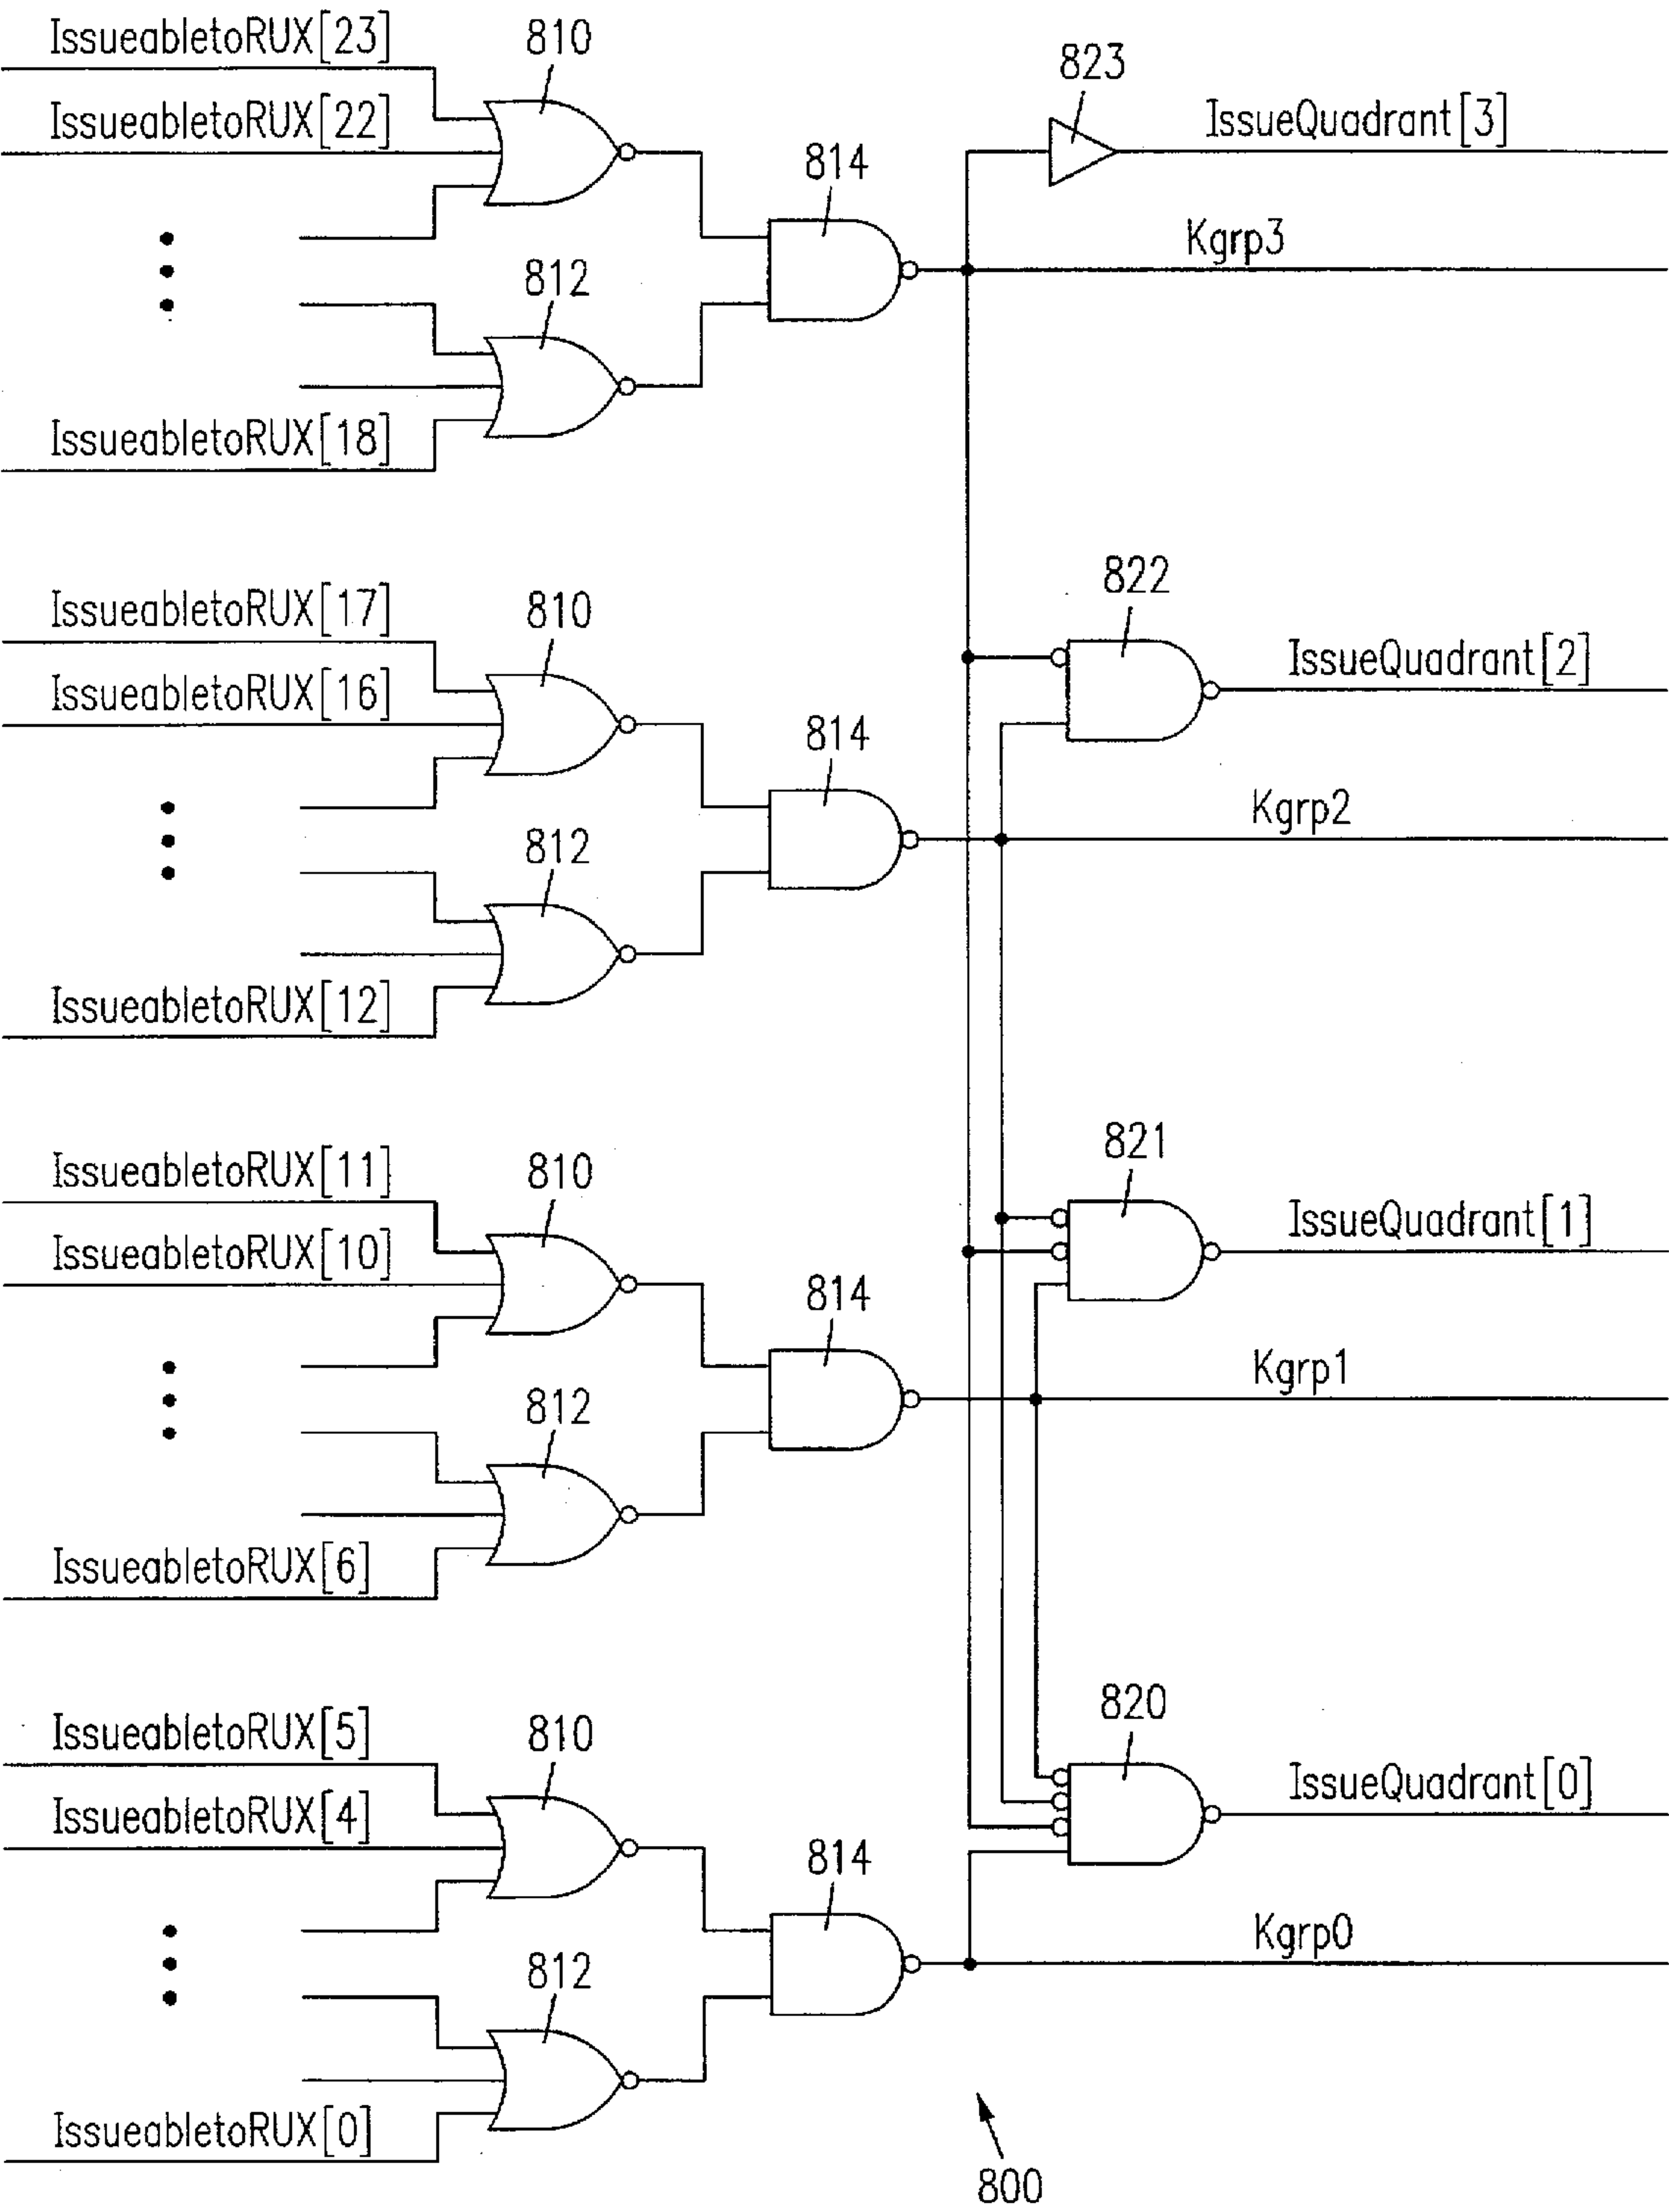 IssueabletoRUX[23]
810
823
IssueabletoRUX[22]
IssueQuadrant[3]
814
Kgrp3
812
IssueabletoRUX[18]
822
IssueabletoRUX[17]
810
IssueQuadrant[2]
IssueabletoRUX[16]
814
Kgrp2
812
IssueabletoRUX[12]
821
IssueabletoRUX[11]
810
IssueQuadrant[1]
IssueabletoRUX[10]
814
Kgrp1
812
IssueabletoRUX[6]
820
IssueabletoRUX[5]
810
IssueQuadrant[0]
IssueabletoRUX[4]
814
Kgrp0
812
IssueabletoRUX[0]
800